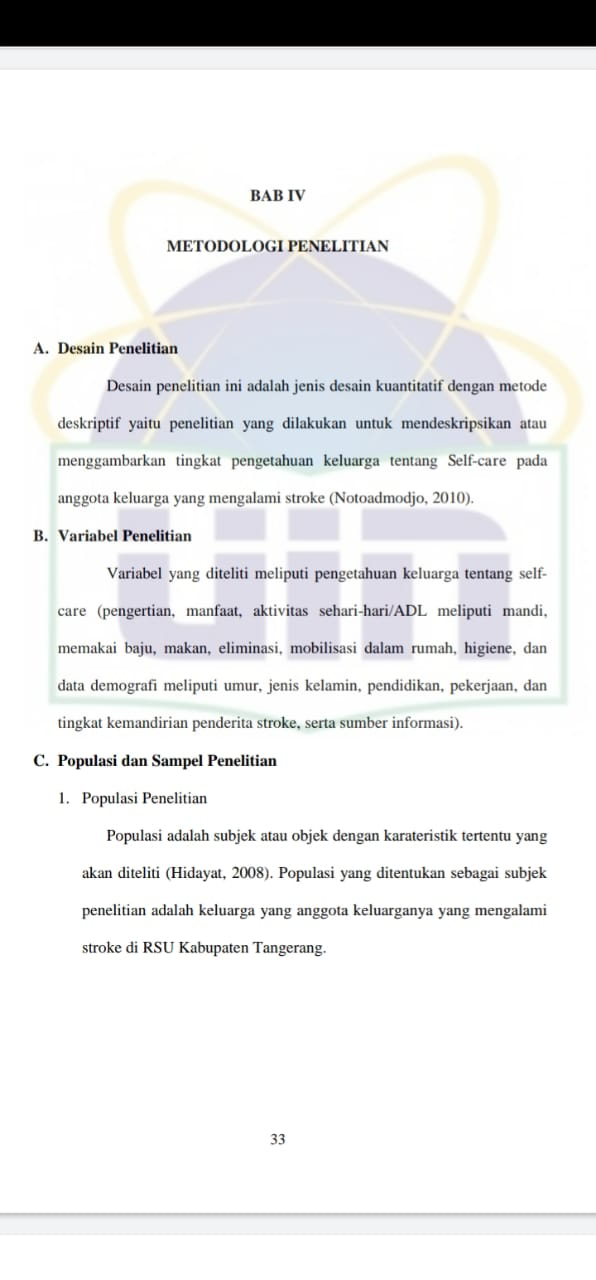 BAB IV
METODOLOGI PENELITIAN
A. Desain Penelitian
Desain penelitian ini adalah jenis desain kuantitatif dengan metode
deskriptif yaitu penelitian yang dilakukan untuk mendeskripsikan atau
menggambarkan tingkat pengetahuan keluarga tentang Self-care pada
anggota keluarga yang mengalami stroke (Notoadmodjo, 2010).
B. Variabel Penelitian
Variabel yang diteliti meliputi pengetahuan keluarga tentang self-
care (pengertian, manfaat, aktivitas sehari-hari/ADL meliputi mandi,
memakai baju, makan, eliminasi, mobilisasi dalam rumah, higiene, dan
data demografi meliputi umur, jenis kelamin, pendidikan, pekerjaan, dan
tingkat kemandirian penderita stroke, serta sumber informasi).
C. Populasi dan Sampel Penelitian
1. Populasi Penelitian
Populasi adalah subjek atau objek dengan karateristik tertentu yang
akan diteliti (Hidayat, 2008). Populasi yang ditentukan sebagai subjek
penelitian adalah keluarga yang anggota keluarganya yang mengalami
stroke di RSU Kabupaten Tangerang.
uin
33